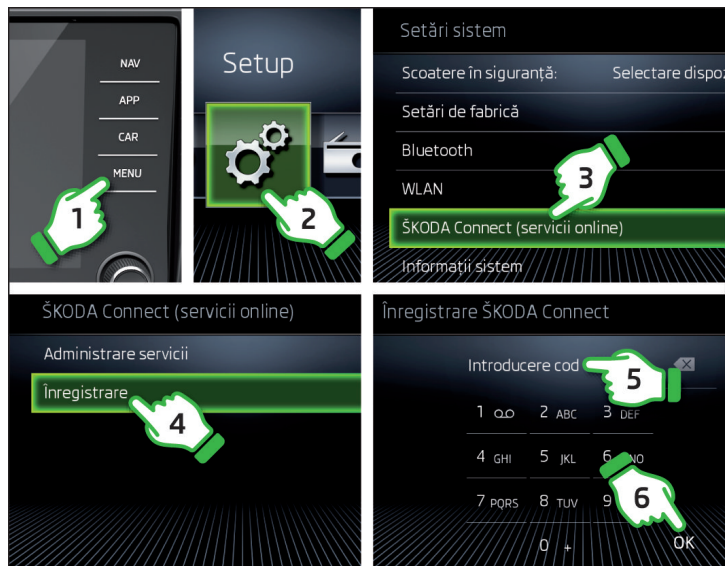 NAV
APP
CAR
MENU
1
Setup
2
Setări sistem
Scoatere în siguranță: Selectare dispoz
Setări de fabrică
Bluetooth
WLAN
3
ŠKODA Connect (servicii online)
Informații sistem
ŠKODA Connect (servicii online)
Administrare servicii
Înregistrare
4
Înregistrare ŠKODA Connect
Introducere cod
5
1 2 ABC 3 DEF
4 GHI 5 JKL 6 NO
7 PQRS 8 TUV 9
6
0 + OK